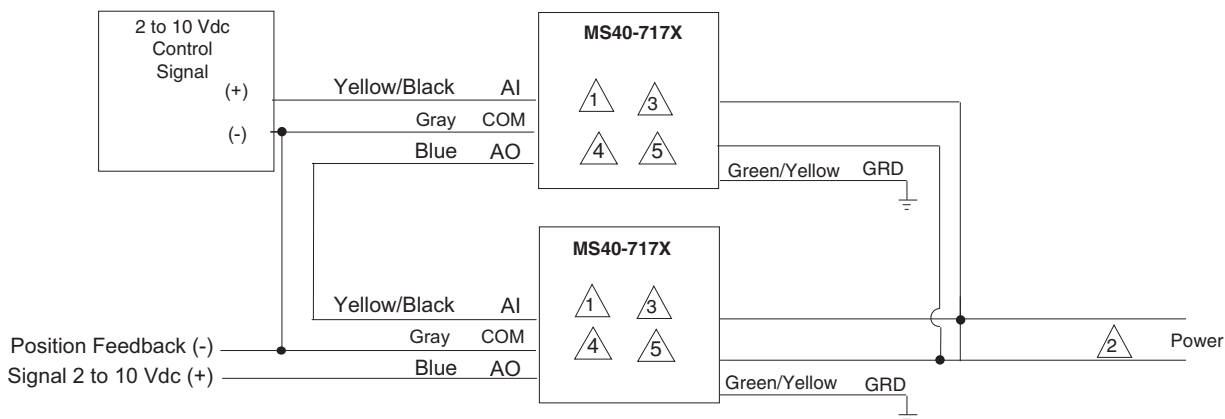 2 to 10 Vdc
Control
Signal
(+)
(-)
Yellow/Black AI
Gray COM
Blue AO
MS40-717X
1 3
4 5
Green/Yellow GRD
MS40-717X
1 3
4 5
Yellow/Black AI
Gray COM
Blue AO
Position Feedback (-)
Signal 2 to 10 Vdc (+)
Green/Yellow GRD
2
Power